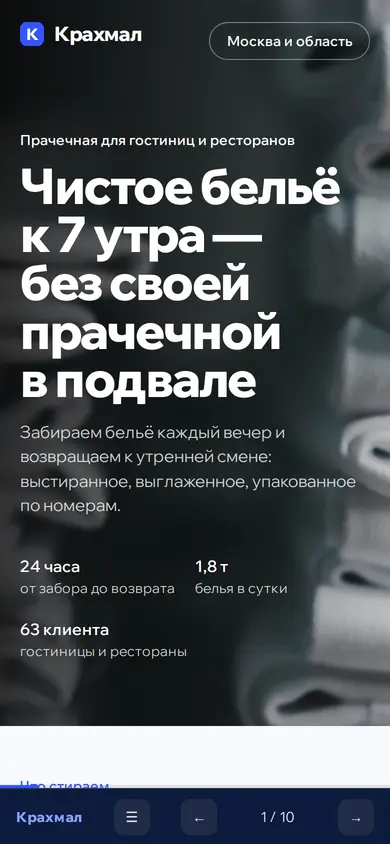 K Крахмал
Москва и область
Прачечная для гостиниц и ресторанов
Чистое бельё
к 7 утра —
без своей
прачечной
в подвале
Забираем бельё каждый вечер и
возвращаем к утренней смене:
выстиранное, выглаженное, упакованное
по номерам.
24 часа
от забора до возврата
1,8 т
белья в сутки
63 клиента
гостиницы и рестораны
Что стираем
Крахмал ☰ ← 1 / 10 →